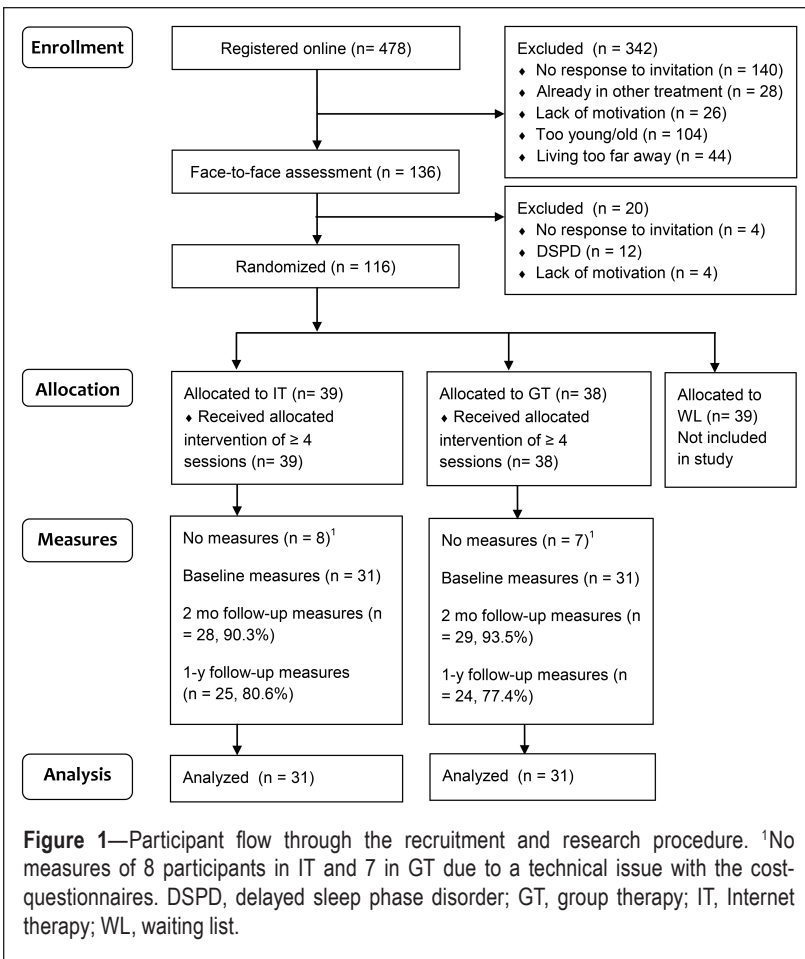 Enrollment
Registered online (n= 478)
Excluded (n = 342)
♦ No response to invitation (n = 140)
♦ Already in other treatment (n = 28)
♦ Lack of motivation (n = 26)
♦ Too young/old (n = 104)
♦ Living too far away (n = 44)
Face-to-face assessment (n = 136)
Excluded (n = 20)
♦ No response to invitation (n = 4)
♦ DSPD (n = 12)
♦ Lack of motivation (n = 4)
Randomized (n = 116)
Allocation
Allocated to IT (n= 39)
♦ Received allocated
intervention of ≥ 4
sessions (n= 39)
Allocated to GT (n= 38)
♦ Received allocated
intervention of ≥ 4
sessions (n= 38)
Allocated to
WL (n= 39)
Not included
in study
Measures
No measures (n = 8)¹
Baseline measures (n = 31)
2 mo follow-up measures (n
= 28, 90.3%)
1-y follow-up measures
(n = 25, 80.6%)
No measures (n = 7)¹
Baseline measures (n = 31)
2 mo follow-up measures (n
= 29, 93.5%)
1-y follow-up measures (n
= 24, 77.4%)
Analysis
Analyzed (n = 31)
Analyzed (n = 31)
Figure 1—Participant flow through the recruitment and research procedure. ¹No
measures of 8 participants in IT and 7 in GT due to a technical issue with the cost-
questionnaires. DSPD, delayed sleep phase disorder; GT, group therapy; IT, Internet
therapy; WL, waiting list.